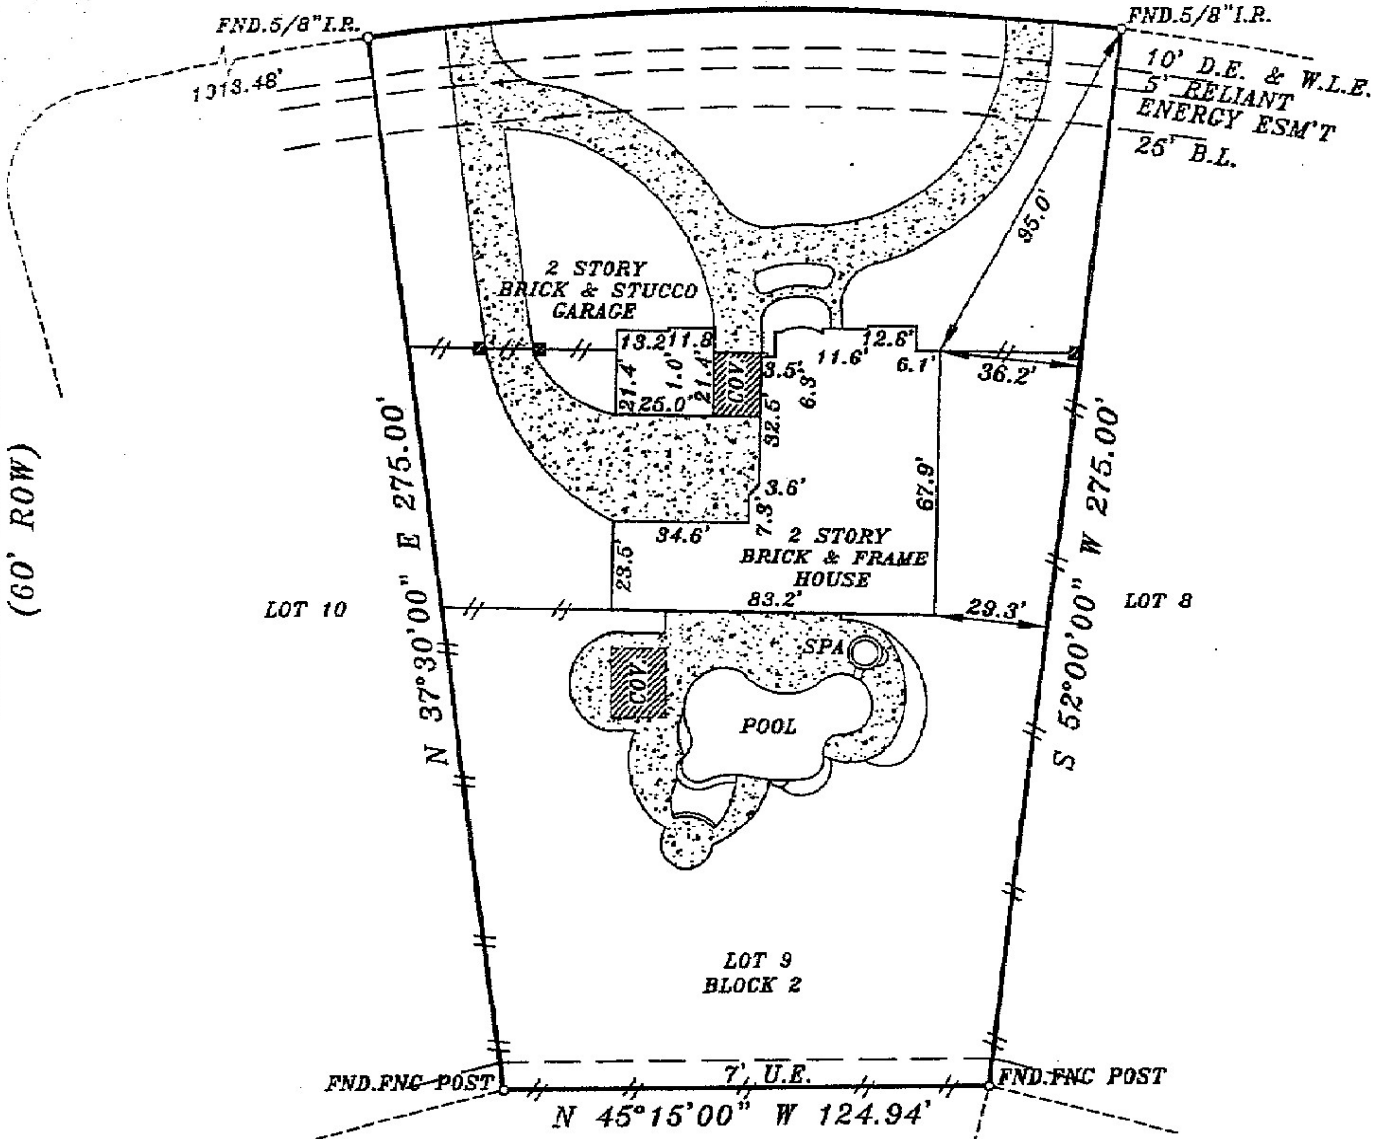 FND.5/8"I.R.
FND.5/8"I.R.
1313.48'
10' D.E. & W.L.E.
5' RELIANT
ENERGY ESM'T
25' B.L.
95.0'
2 STORY
BRICK & STUCCO
GARAGE
13.2'
11.8'
12.6'
11.6'
6.1'
3.5'
6.3'
36.2'
21.4'
1.0'
21.4'
COV
25.0'
32.5'
3.6'
7.3'
67.9'
34.6'
23.5'
2 STORY
BRICK & FRAME
HOUSE
83.2'
29.3'
N 37°30'00" E 275.00'
S 52°00'00" W 275.00'
(60' ROW)
LOT 10
LOT 8
SPA
COV
POOL
LOT 9
BLOCK 2
7' U.E.
FND.FNC POST
FND.FNC POST
N 45°15'00" W 124.94'